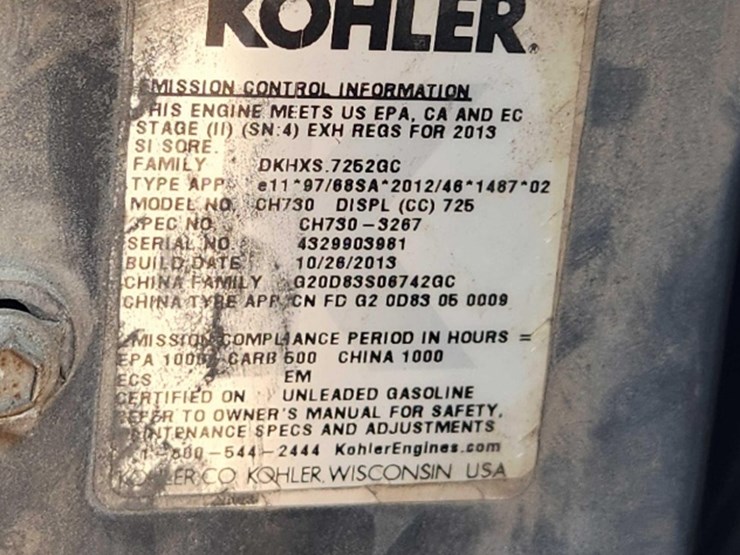 KOHLER
EMISSION CONTROL INFORMATION
THIS ENGINE MEETS US EPA, CA AND EC
STAGE (II) (SN:4) EXH REGS FOR 2013
SI SORE.
FAMILY DKHXS.7252GC
TYPE APP e11*97/68SA*2012/46*1487*02
MODEL NO. CH730 DISPL (CC) 725
SPEC NO. CH730-3267
SERIAL NO. 4329903981
BUILD DATE 10/26/2013
CHINA FAMILY G20D83S06742GC
CHINA TYPE APP. CN FD G2 0D83 05 0009
EMISSION COMPLIANCE PERIOD IN HOURS =
EPA 1000 CARB 500 CHINA 1000
ECS EM
CERTIFIED ON UNLEADED GASOLINE
REFER TO OWNER'S MANUAL FOR SAFETY,
MAINTENANCE SPECS AND ADJUSTMENTS
1-800-544-2444 KohlerEngines.com
KOHLER CO. KOHLER, WISCONSIN USA